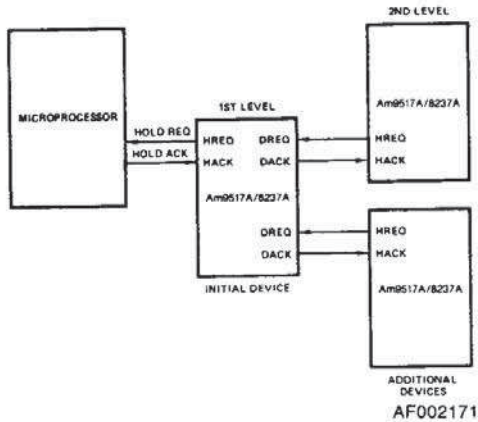 2ND LEVEL
Am9517A/8237A
HREQ
HACK
MICROPROCESSOR
HOLD REQ
HOLD ACK
1ST LEVEL
HREQ DREQ
HACK DACK
Am9517A/8237A
DREQ
DACK
INITIAL DEVICE
HREQ
HACK
Am9517A/8237A
ADDITIONAL
DEVICES
AF002171